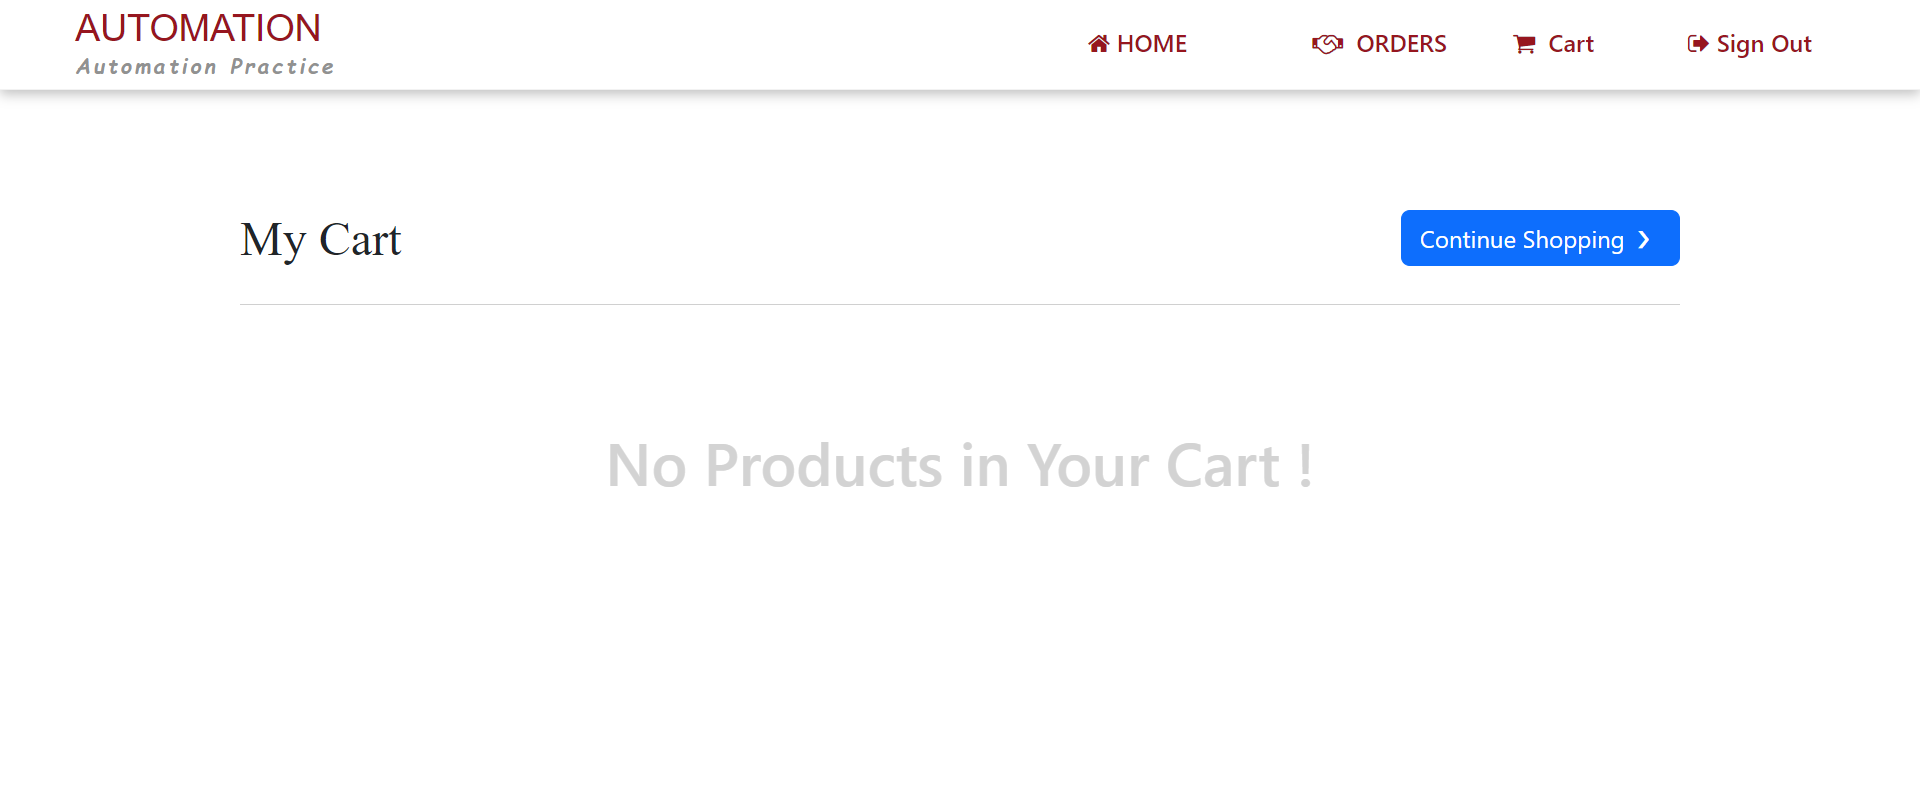 AUTOMATION
Automation Practice
HOME
ORDERS
Cart
Sign Out
My Cart
Continue Shopping
No Products in Your Cart !